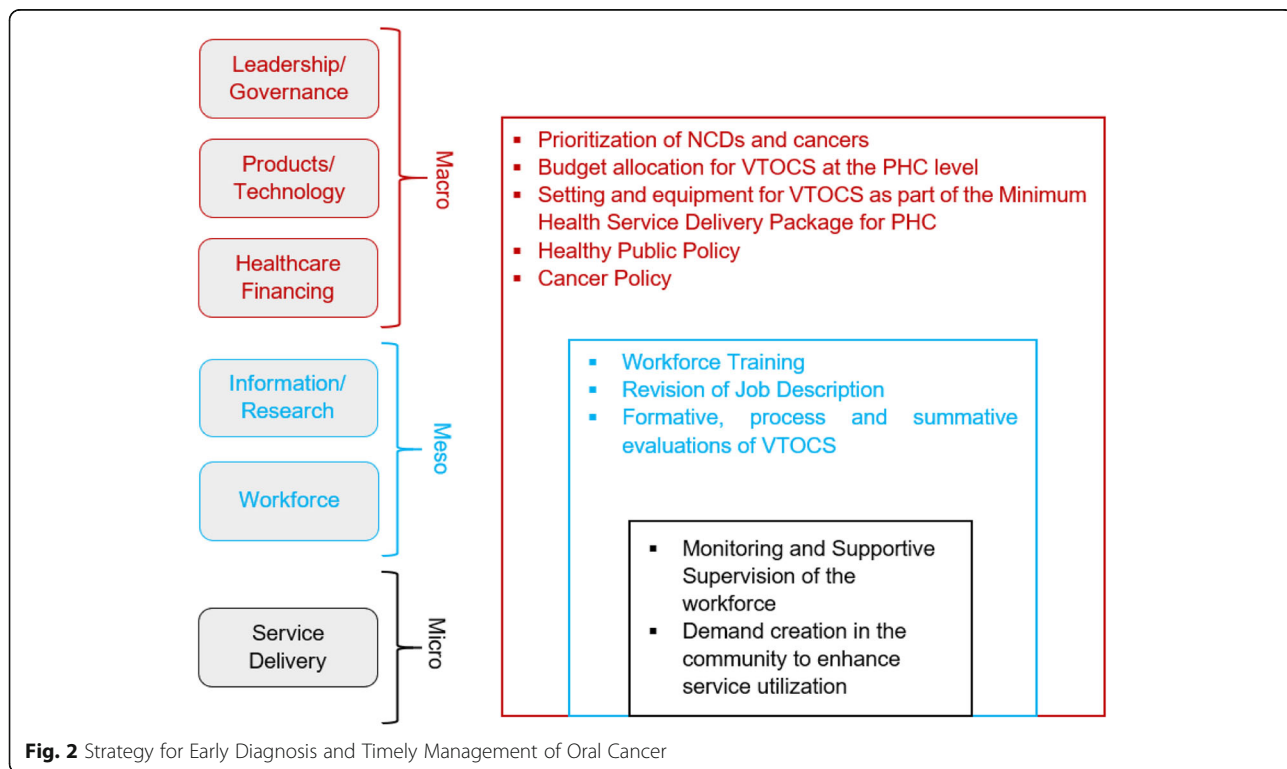 Leadership/
Governance
Products/
Technology
Healthcare
Financing
Macro
Information/
Research
Workforce
Meso
Service
Delivery
Micro
▪ Prioritization of NCDs and cancers
▪ Budget allocation for VTOCS at the PHC level
▪ Setting and equipment for VTOCS as part of the Minimum
Health Service Delivery Package for PHC
▪ Healthy Public Policy
▪ Cancer Policy
▪ Workforce Training
▪ Revision of Job Description
▪ Formative, process and summative
evaluations of VTOCS
▪ Monitoring and Supportive
Supervision of the
workforce
▪ Demand creation in the
community to enhance
service utilization
Fig. 2 Strategy for Early Diagnosis and Timely Management of Oral Cancer